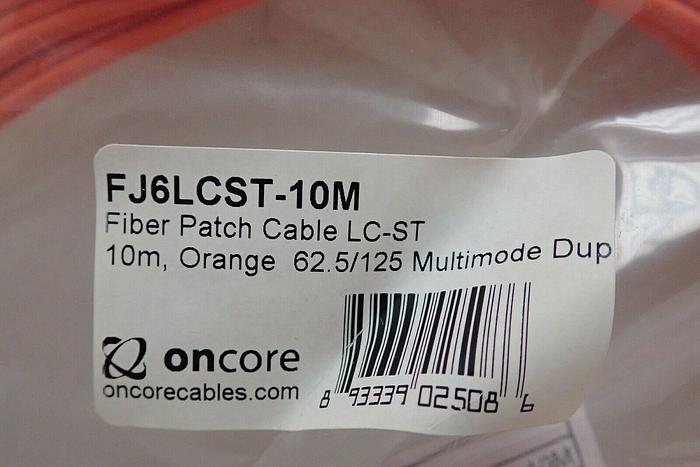 FJ6LCST-10M
Fiber Patch Cable LC-ST
10m, Orange 62.5/125 Multimode Dup
oncore
oncorecables.com
8 93339 02508 6